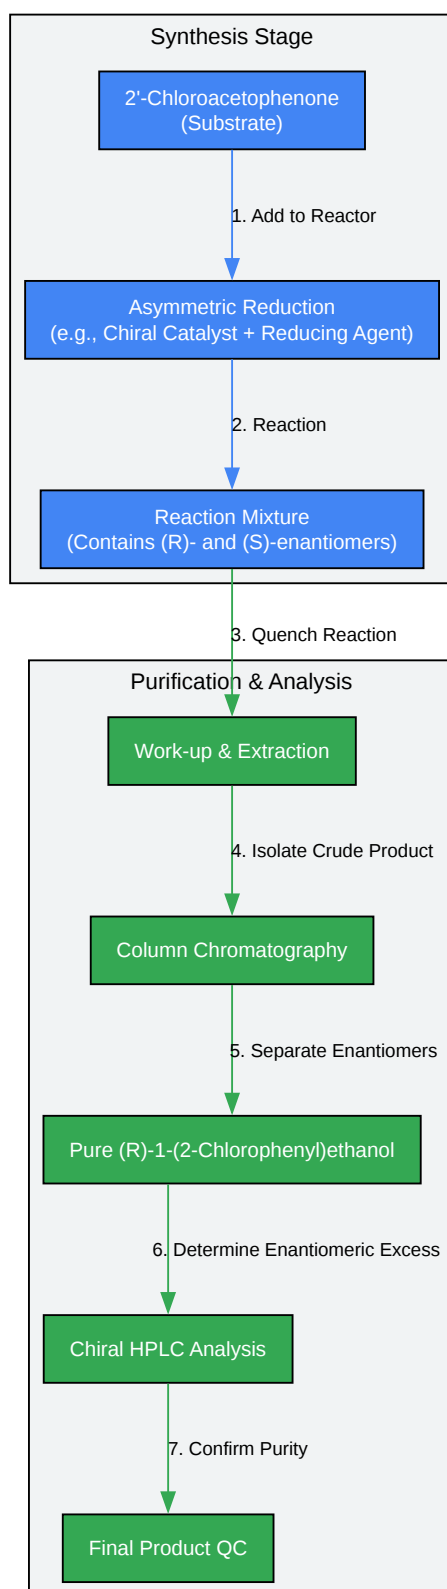 Synthesis Stage
2'-Chloroacetophenone
(Substrate)
1. Add to Reactor
Asymmetric Reduction
(e.g., Chiral Catalyst + Reducing Agent)
2. Reaction
Reaction Mixture
(Contains (R)- and (S)-enantiomers)
3. Quench Reaction
Purification & Analysis
Work-up & Extraction
4. Isolate Crude Product
Column Chromatography
5. Separate Enantiomers
Pure (R)-1-(2-Chlorophenyl)ethanol
6. Determine Enantiomeric Excess
Chiral HPLC Analysis
7. Confirm Purity
Final Product QC